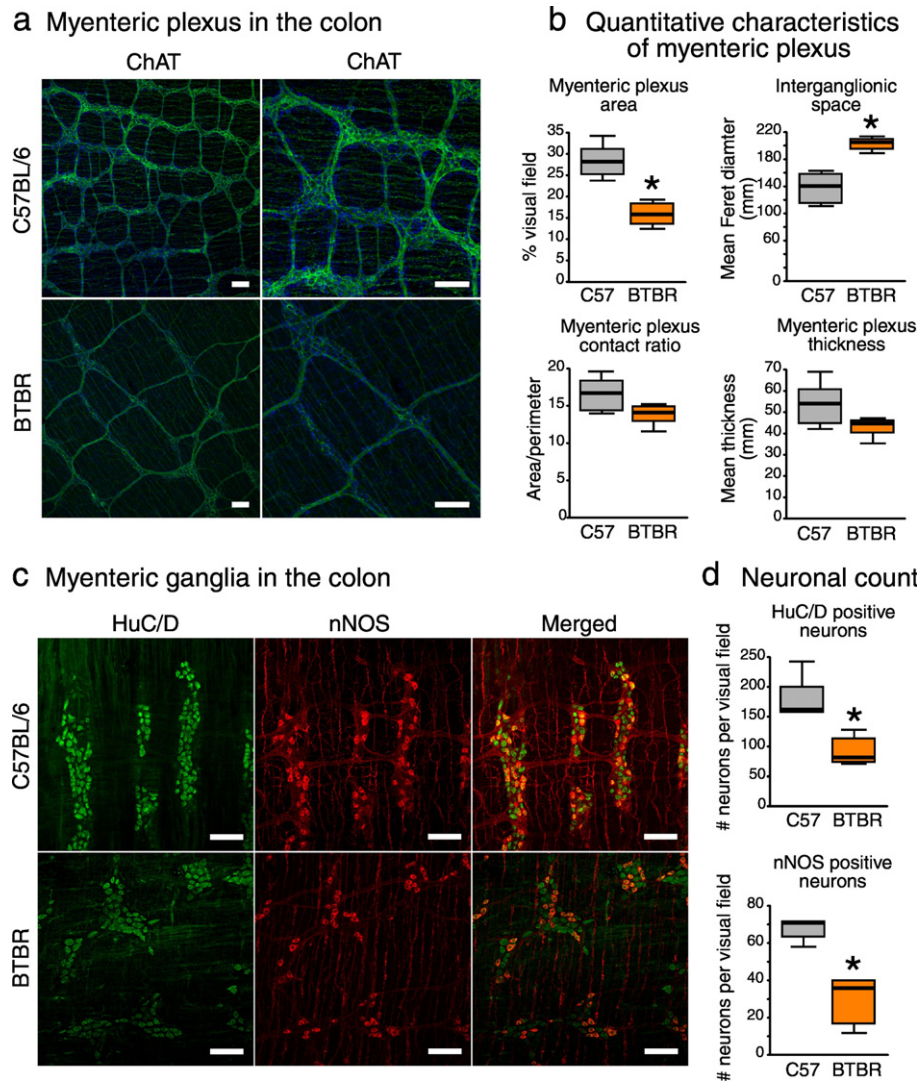 a Myenteric plexus in the colon
ChAT ChAT
C57BL/6
BTBR
b Quantitative characteristics
of myenteric plexus
Myenteric plexus
area
% visual field
35
30
25
20
15
10
5
0
*
C57 BTBR
Interganglionic
space
Mean Feret diamter
(mm)
220
180
140
100
60
0
*
C57 BTBR
Myenteric plexus
contact ratio
Area/perimeter
20
15
10
5
0
C57 BTBR
Myenteric plexus
thickness
Mean thickness
(mm)
70
60
50
40
30
20
10
0
C57 BTBR
c Myenteric ganglia in the colon
HuC/D nNOS Merged
C57BL/6
BTBR
d Neuronal count
HuC/D positive
neurons
# neurons per visual field
250
200
150
100
50
0
*
C57 BTBR
nNOS positive
neurons
# neurons per visual field
80
60
40
20
0
*
C57 BTBR